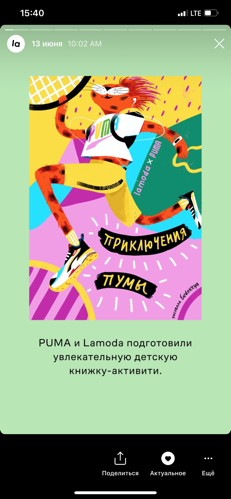 15:40
LTE
la
13 июня 10:02 AM
lamoda x PUMA
ПРИКЛЮЧЕНИЯ
ПУМЫ
PUMA и Lamoda подготовили
увлекательную детскую
книжку-активити.
Поделиться
Актуальное
Ещё